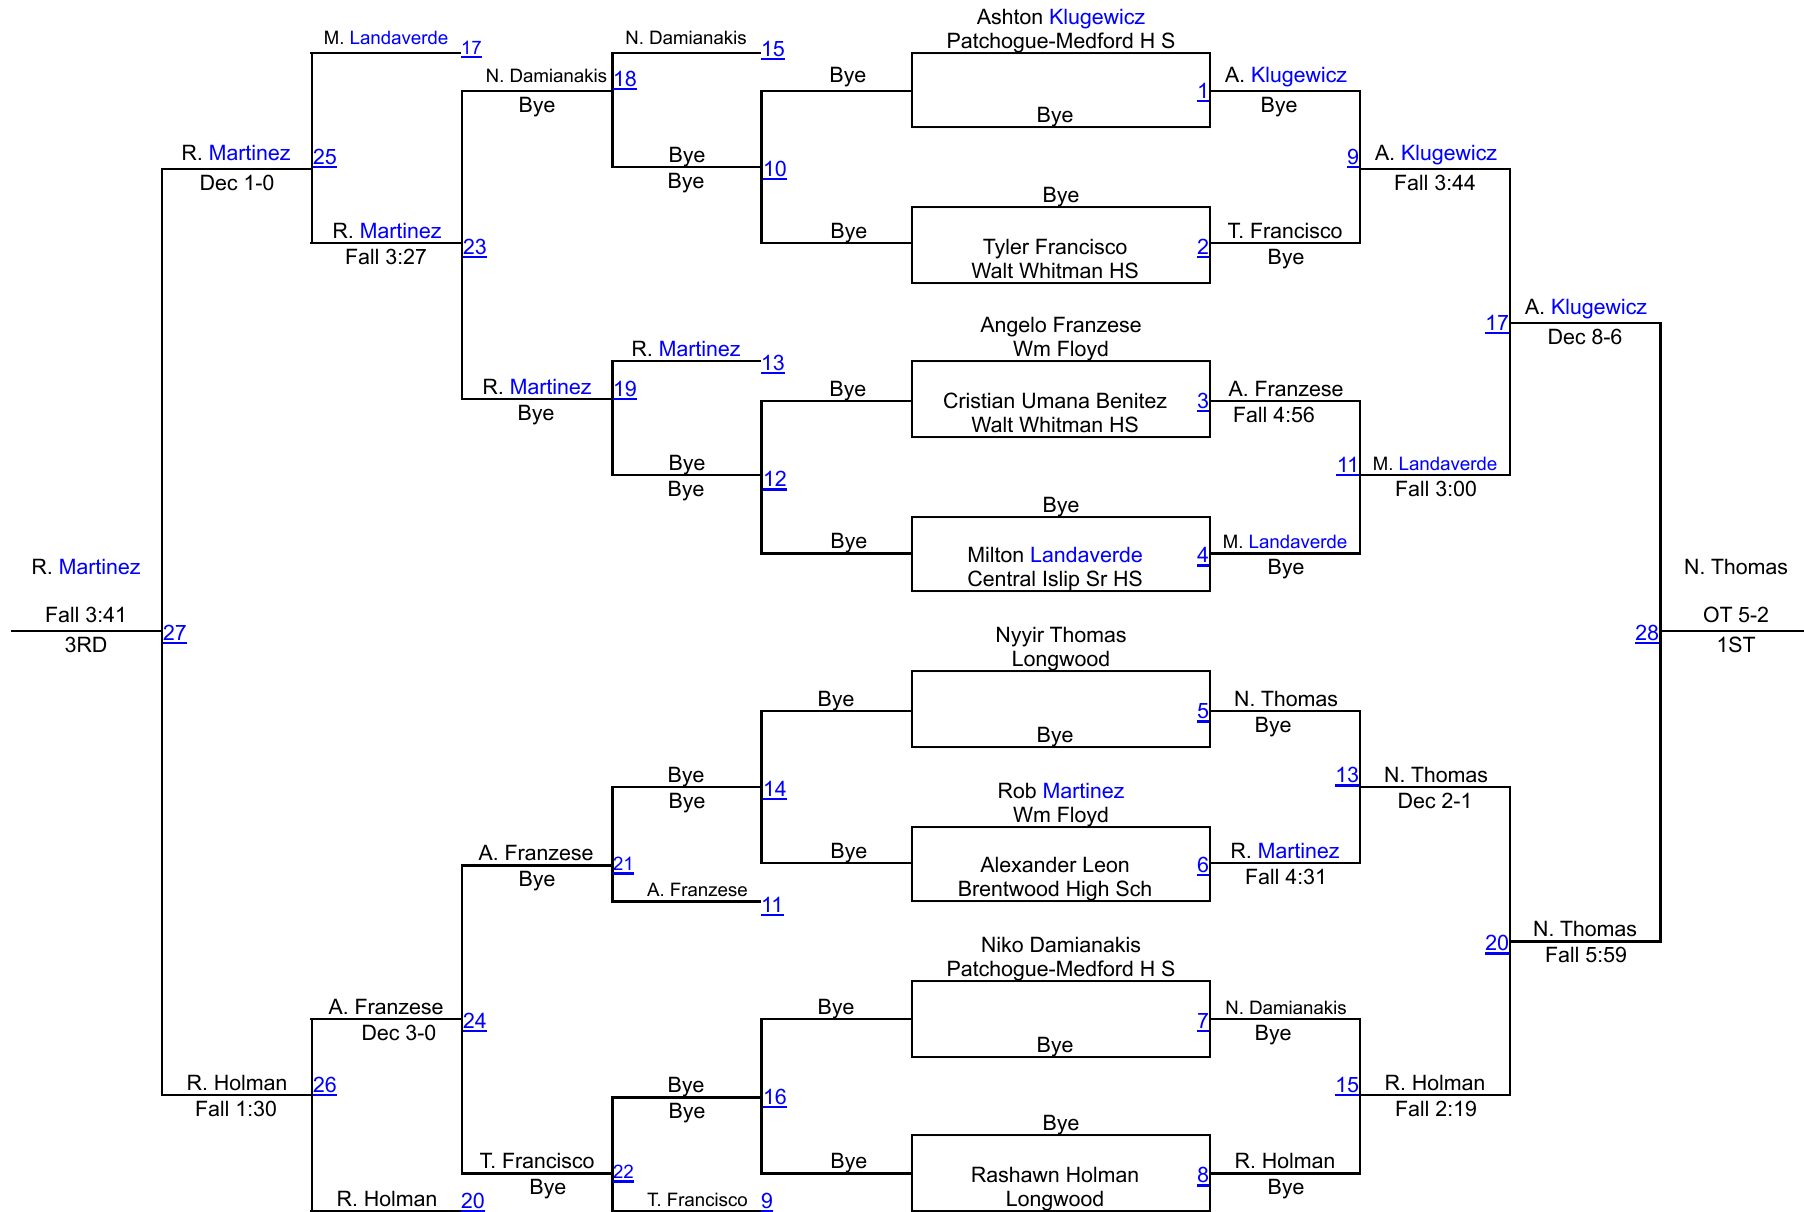 Ashton Klugewicz
M. Landaverde 17
N. Damianakis 15
Patchogue-Medford H S
N. Damianakis 18
Bye
A. Klugewicz
Bye
1
Bye
Bye
R. Martinez 25
Bye
10
9 A. Klugewicz
Dec 1-0
Bye
Fall 3:44
Bye
R. Martinez
Bye
T. Francisco
Fall 3:27
23
Tyler Francisco
2
Bye
Walt Whitman HS
Angelo Franzese
17 A. Klugewicz
Dec 8-6
R. Martinez 13
Wm Floyd
R. Martinez 19
Bye
A. Franzese
Bye
Cristian Umana Benitez 3
Fall 4:56
Walt Whitman HS
Bye
12
11 M. Landaverde
Bye
Fall 3:00
Bye
Bye
M. Landaverde
Milton Landaverde 4
Bye
Central Islip Sr HS
R. Martinez
N. Thomas
Fall 3:41
OT 5-2
27
28
3RD
1ST
Nyyir Thomas
Longwood
Bye
5 N. Thomas
Bye
Bye
Bye
14
13 N. Thomas
Bye
Dec 2-1
Rob Martinez
Wm Floyd
A. Franzese
Bye
R. Martinez
21
Alexander Leon
6
Bye
Fall 4:31
A. Franzese 11
Brentwood High Sch
20 N. Thomas
Fall 5:59
Niko Damianakis
Patchogue-Medford H S
A. Franzese
Bye
N. Damianakis
Dec 3-0
24
7
Bye
Bye
R. Holman 26
Bye
16
15 R. Holman
Fall 1:30
Bye
Fall 2:19
Bye
T. Francisco
Bye
R. Holman
22
Rashawn Holman
8
Bye
Bye
R. Holman 20
T. Francisco 9
Longwood